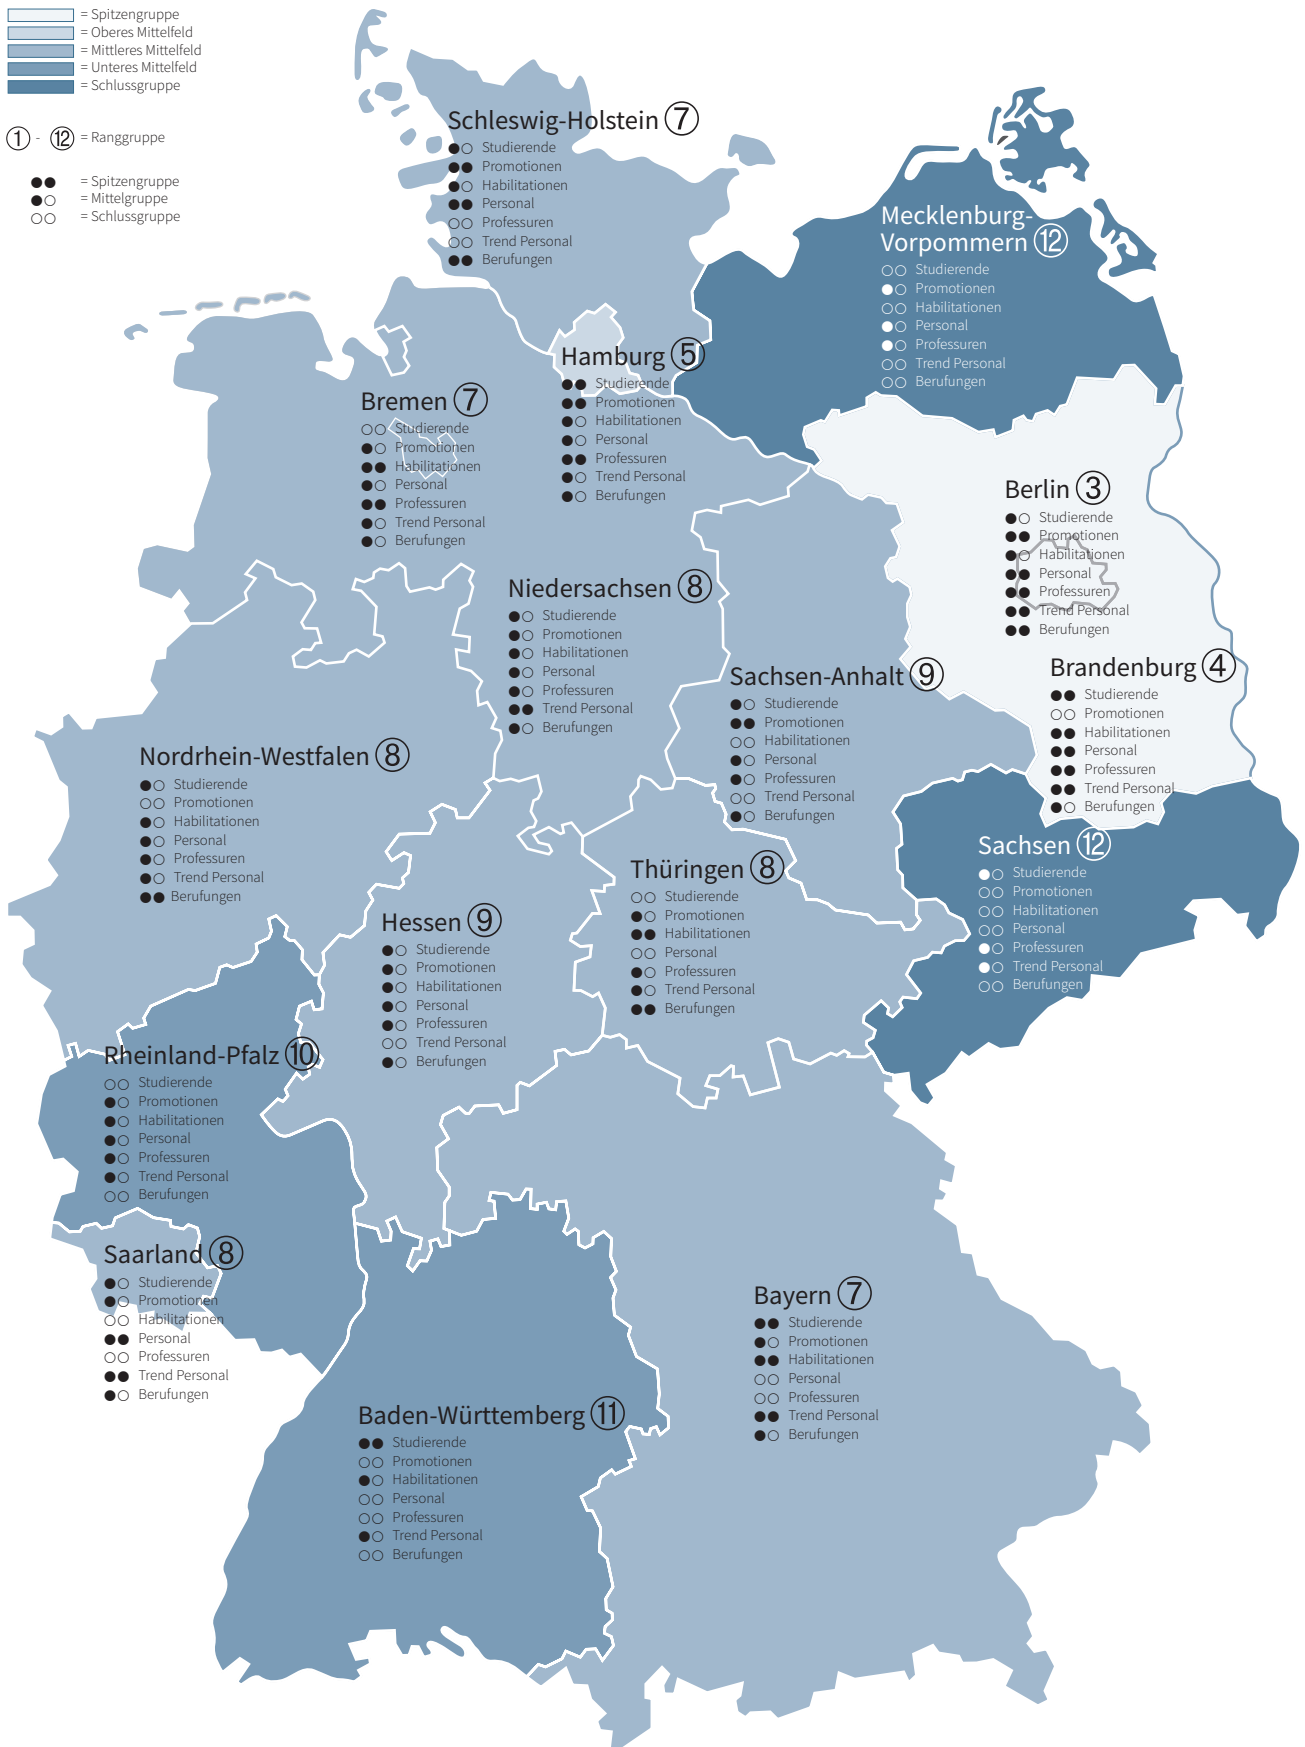 = Spitzengruppe
= Oberes Mittelfeld
= Mittleres Mittelfeld
= Unteres Mittelfeld
= Schlussgruppe
① - ⑫ = Ranggruppe
●● = Spitzengruppe
●○ = Mittelgruppe
○○ = Schlussgruppe
Schleswig-Holstein ⑦
●○ Studierende
●● Promotionen
●○ Habilitationen
●● Personal
○○ Professuren
○○ Trend Personal
●● Berufungen
Mecklenburg-
Vorpommern ⑫
○○ Studierende
●○ Promotionen
○○ Habilitationen
●○ Personal
●○ Professuren
○○ Trend Personal
○○ Berufungen
Hamburg ⑤
●● Studierende
●● Promotionen
●○ Habilitationen
●○ Personal
●● Professuren
●○ Trend Personal
●○ Berufungen
Bremen ⑦
○○ Studierende
●○ Promotionen
●● Habilitationen
●○ Personal
●● Professuren
●○ Trend Personal
●○ Berufungen
Berlin ③
●○ Studierende
●● Promotionen
●○ Habilitationen
●● Personal
●● Professuren
●● Trend Personal
●● Berufungen
Niedersachsen ⑧
●○ Studierende
●○ Promotionen
●○ Habilitationen
●○ Personal
●○ Professuren
●● Trend Personal
●○ Berufungen
Brandenburg ④
●● Studierende
○○ Promotionen
●● Habilitationen
●● Personal
●● Professuren
●● Trend Personal
●○ Berufungen
Sachsen-Anhalt ⑨
●○ Studierende
●● Promotionen
○○ Habilitationen
●○ Personal
●○ Professuren
○○ Trend Personal
●○ Berufungen
Nordrhein-Westfalen ⑧
●○ Studierende
○○ Promotionen
●○ Habilitationen
●○ Personal
●○ Professuren
●○ Trend Personal
●● Berufungen
Sachsen ⑫
●○ Studierende
○○ Promotionen
○○ Habilitationen
○○ Personal
●○ Professuren
●○ Trend Personal
○○ Berufungen
Thüringen ⑧
○○ Studierende
●○ Promotionen
●● Habilitationen
○○ Personal
●○ Professuren
●○ Trend Personal
●● Berufungen
Hessen ⑨
●○ Studierende
●○ Promotionen
●○ Habilitationen
●○ Personal
●○ Professuren
○○ Trend Personal
●○ Berufungen
Rheinland-Pfalz ⑩
○○ Studierende
●○ Promotionen
●○ Habilitationen
●○ Personal
●○ Professuren
●○ Trend Personal
○○ Berufungen
Saarland ⑧
●○ Studierende
●○ Promotionen
○○ Habilitationen
●● Personal
○○ Professuren
●● Trend Personal
●○ Berufungen
Bayern ⑦
●● Studierende
●○ Promotionen
●● Habilitationen
○○ Personal
○○ Professuren
●● Trend Personal
●○ Berufungen
Baden-Württemberg ⑪
●● Studierende
○○ Promotionen
●○ Habilitationen
○○ Personal
○○ Professuren
●○ Trend Personal
○○ Berufungen